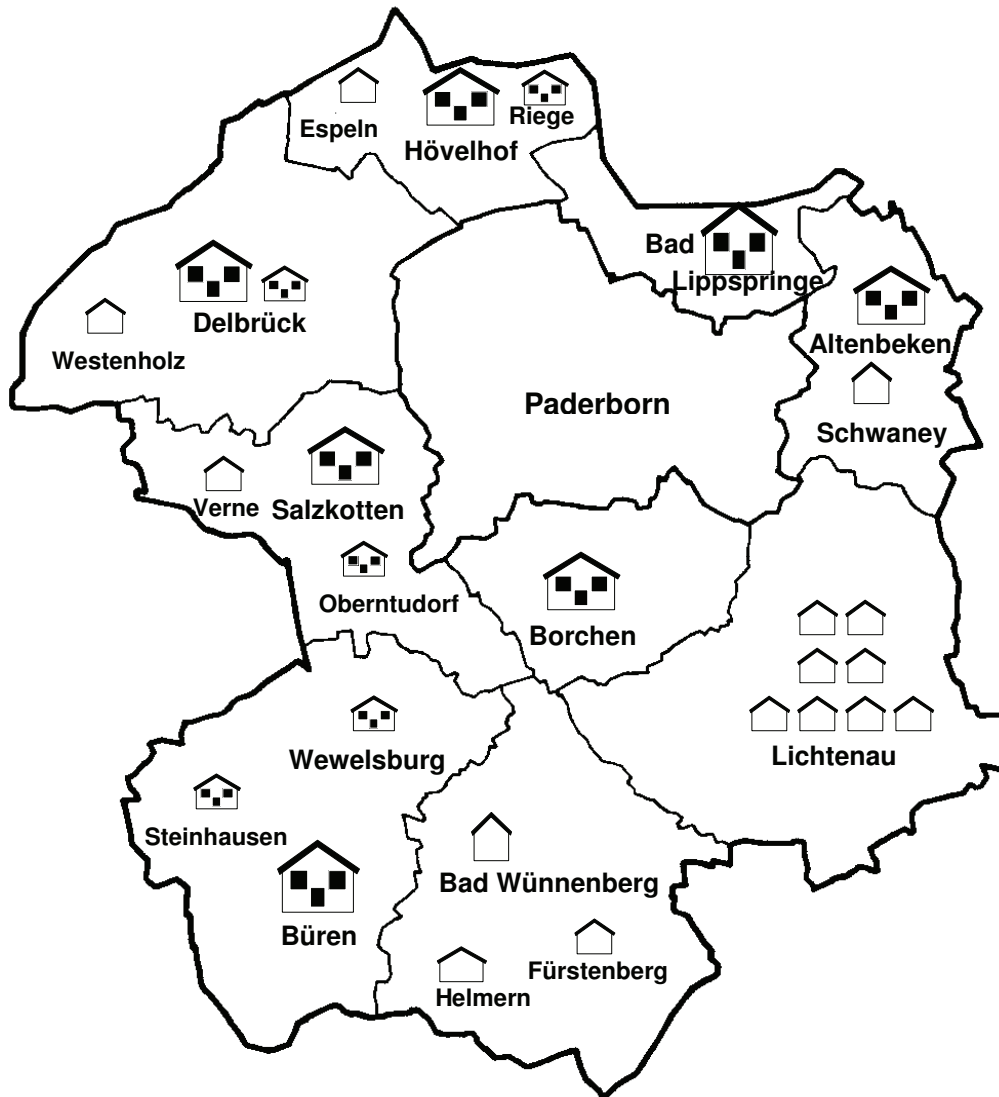 Espeln
Riege
Hövelhof
Bad
Lippspringe
Delbrück
Westenholz
Altenbeken
Paderborn
Schwaney
Verne
Salzkotten
Oberntudorf
Borchen
Wewelsburg
Lichtenau
Steinhausen
Bad Wünnenberg
Büren
Fürstenberg
Helmern